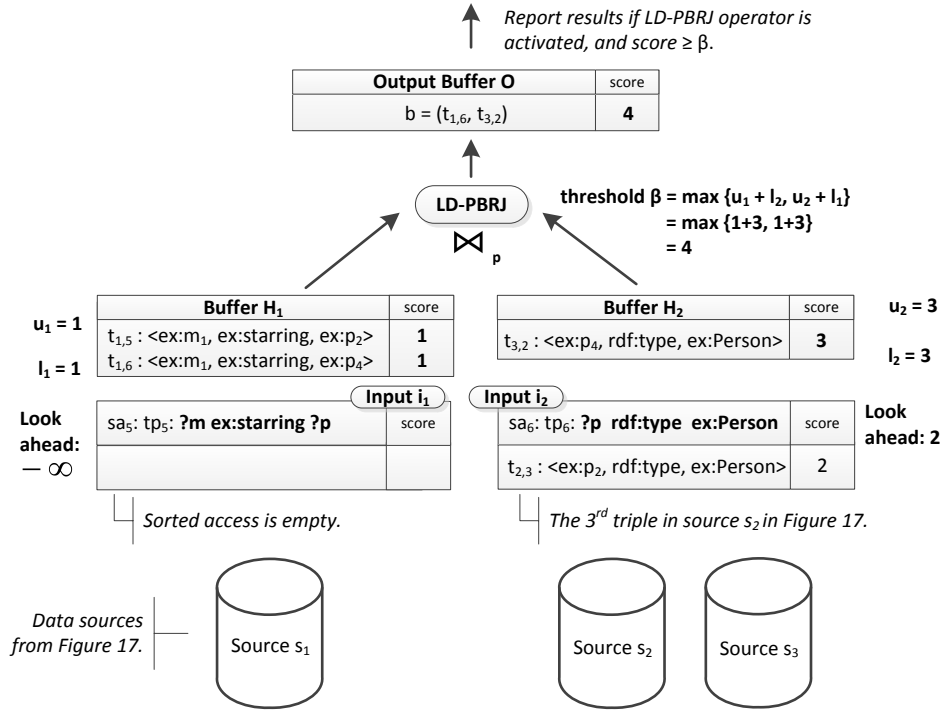 Report results if LD-PBRJ operator is
activated, and score ≥ β.
Output Buffer O score
b = (t1,6, t3,2) 4
LD-PBRJ
⋈ p
threshold β = max {u1 + l2, u2 + l1}
= max {1+3, 1+3}
= 4
u1 = 1
l1 = 1
Buffer H1 score
t1,5 : <ex:m1, ex:starring, ex:p2> 1
t1,6 : <ex:m1, ex:starring, ex:p4> 1
Buffer H2 score
t3,2 : <ex:p4, rdf:type, ex:Person> 3
u2 = 3
l2 = 3
Look
ahead:
— ∞
Input i1
sa5: tp5: ?m ex:starring ?p score
Input i2
sa6: tp6: ?p rdf:type ex:Person score
t2,3 : <ex:p2, rdf:type, ex:Person> 2
Look
ahead: 2
Sorted access is empty.
The 3rd triple in source s2 in Figure 17.
Data sources
from Figure 17.
Source s1
Source s2
Source s3